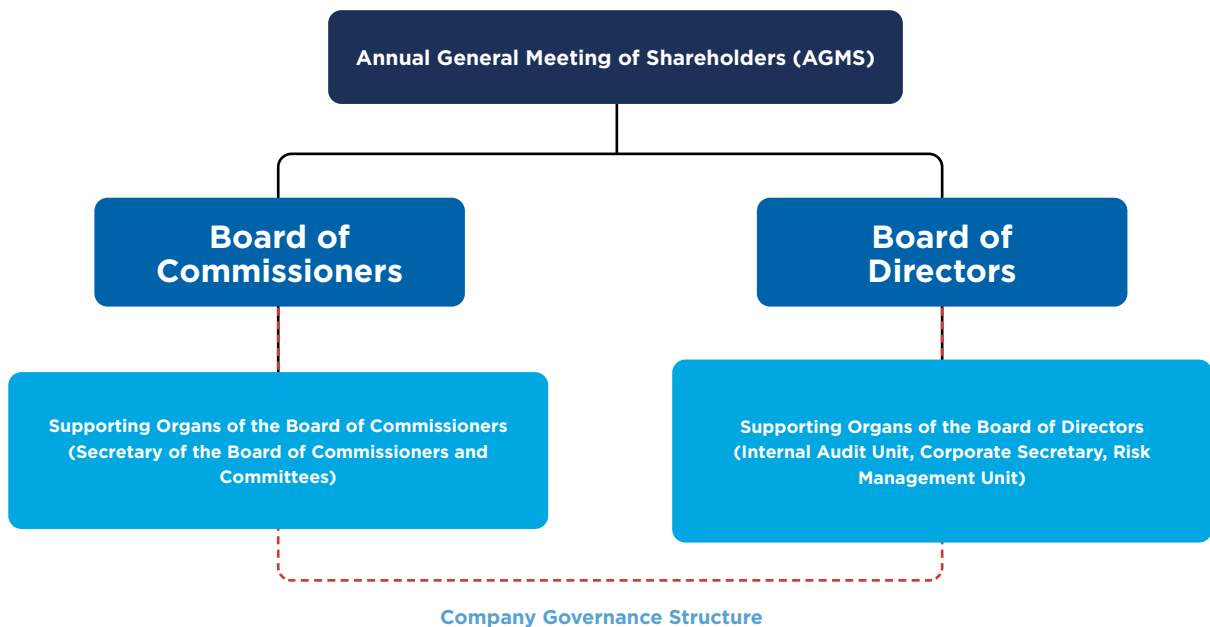 Annual General Meeting of Shareholders (AGMS)
Board of
Commissioners
Board of
Directors
Supporting Organs of the Board of Commissioners
(Secretary of the Board of Commissioners and
Committees)
Supporting Organs of the Board of Directors
(Internal Audit Unit, Corporate Secretary, Risk
Management Unit)
Company Governance Structure